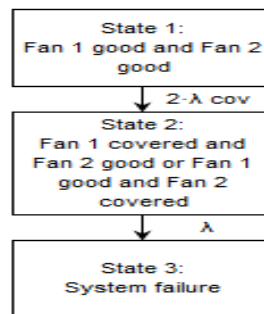 State 1:
Fan 1 good and Fan 2
good
2·λ cov
State 2:
Fan 1 covered and
Fan 2 good or Fan 1
good and Fan 2
covered
λ
State 3:
System failure